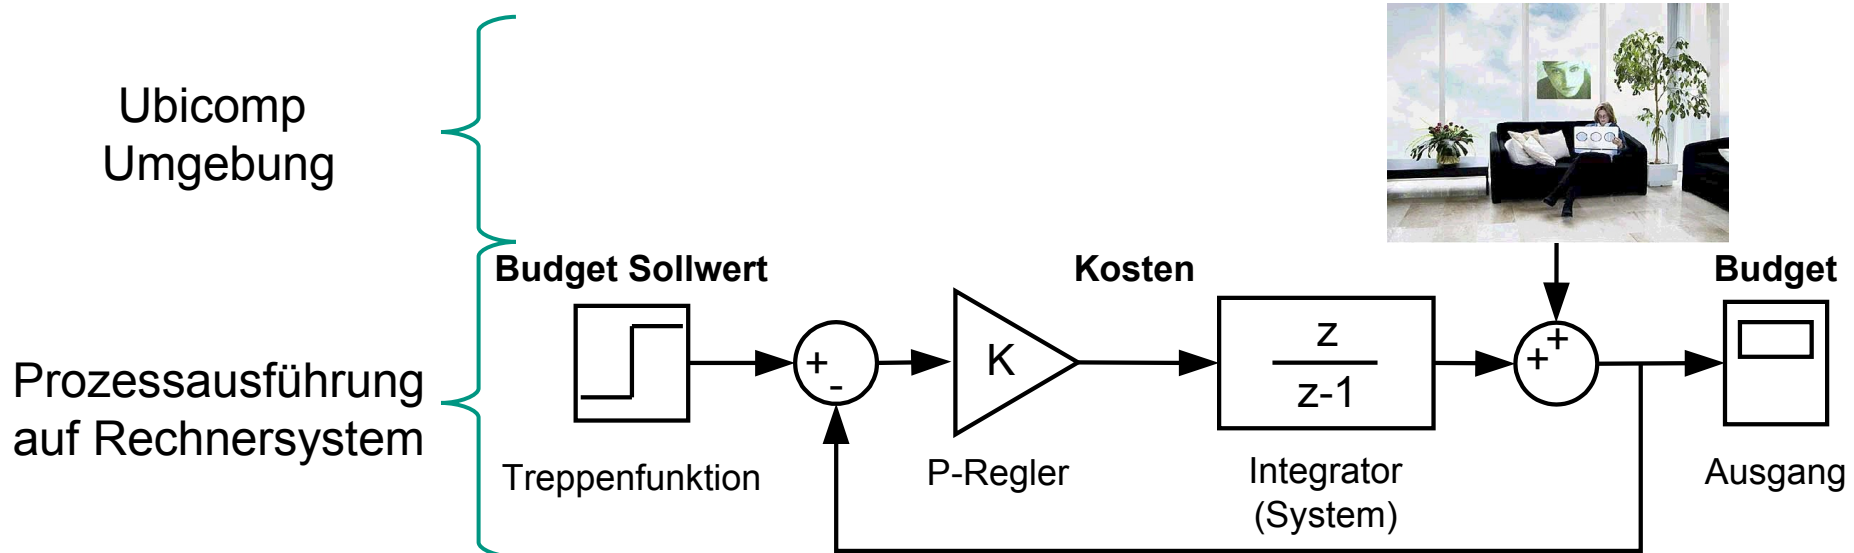 Ubicomp
Umgebung
Budget Sollwert
Kosten
Budget
+
-
K
z
z-1
+
+
Prozessausführung
auf Rechnersystem
Treppenfunktion
P-Regler
Integrator
(System)
Ausgang